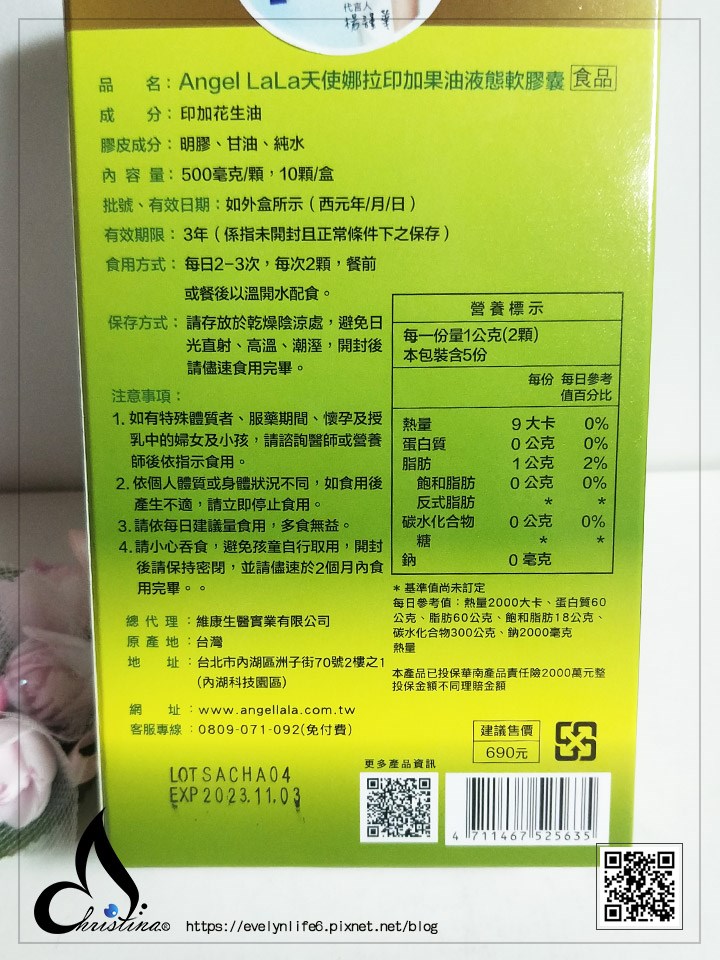 代言人
品 名：Angel LaLa天使娜拉印加果油液態軟膠囊 食品
成 分：印加花生油
膠皮成分：明膠、甘油、純水
內 容 量：500毫克/顆，10顆/盒
批號、有效日期：如外盒所示（西元年/月/日）
有效期限：3年（係指未開封且正常條件下之保存）
食用方式：每日2-3次，每次2顆，餐前
或餐後以溫開水配食。
保存方式：請存放於乾燥陰涼處，避免日
光直射、高溫、潮溼，開封後
請儘速食用完畢。
注意事項：
1. 如有特殊體質者、服藥期間、懷孕及授
乳中的婦女及小孩，請諮詢醫師或營養
師後依指示食用。
2. 依個人體質或身體狀況不同，如食用後
產生不適，請立即停止食用。
3. 請依每日建議量食用，多食無益。
4. 請小心吞食，避免孩童自行取用，開封
後請保持密閉，並請儘速於2個月內食
用完畢。。
營養標示
每一份量1公克(2顆)
本包裝含5份
每份 每日參考
值百分比
熱量 9 大卡 0%
蛋白質 0 公克 0%
脂肪 1 公克 2%
飽和脂肪 0 公克 0%
反式脂肪 * *
碳水化合物 0 公克 0%
糖 * *
鈉 0 毫克
* 基準值尚未訂定
每日參考值：熱量2000大卡、蛋白質60
公克、脂肪60公克、飽和脂肪18公克、
碳水化合物300公克、鈉2000毫克
熱量
本產品已投保華南產品責任險2000萬元整
投保金額不同理賠金額
總 代 理：維康生醫實業有限公司
原 產 地：台灣
地 址：台北市內湖區洲子街70號2樓之1
(內湖科技園區)
網 址：www.angellala.com.tw
客服專線：0809-071-092(免付費)
建議售價
690元
更多產品資訊
LOT SACHA04
EXP 2023.11.03
4 711467 525635
Christina®
https://evelynlife6.pixnet.net/blog